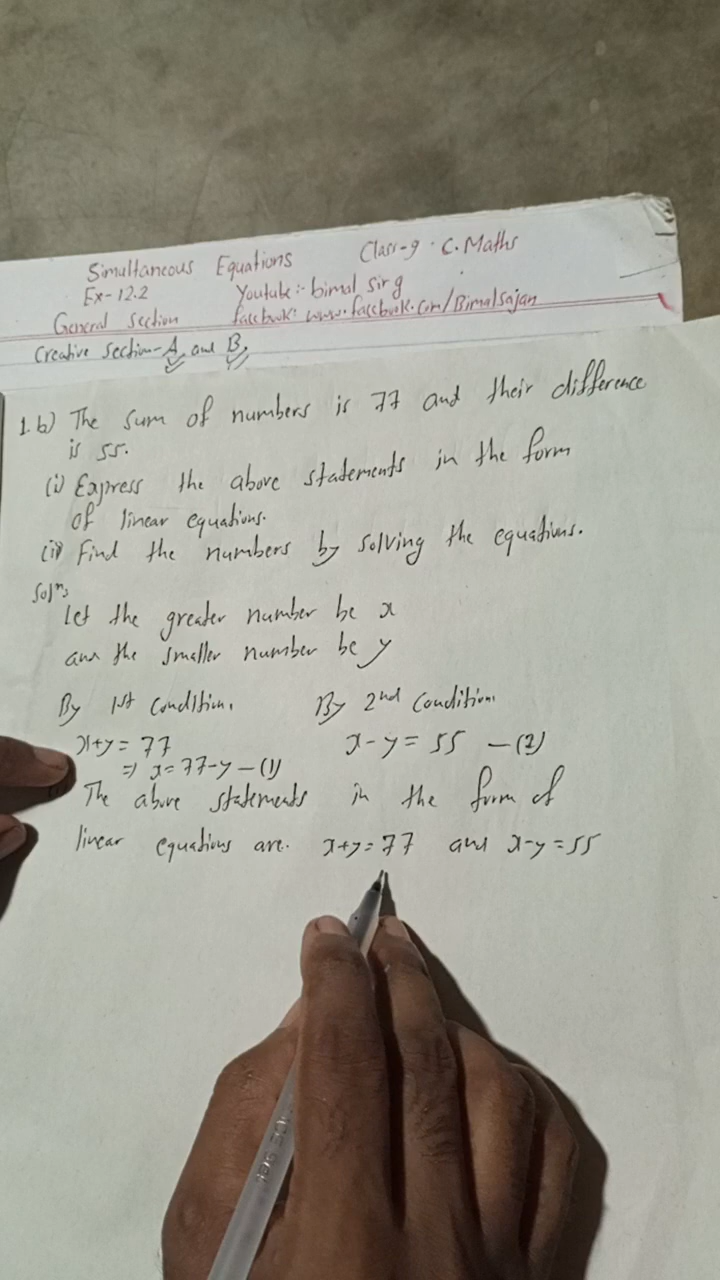 Simultaneous Equations Class-9. C.Maths
Ex-12.2 Youtube:- bimal sir g
General Section facebook: www.facebook.com/Bimalsajan
Creative Section-A and B.
1. b) The sum of numbers is 77 and their difference
is 55.
(i) Express the above statements in the form
of linear equations.
(ii) Find the numbers by solving the equations.
Solⁿ,
Let the greater number be x
and the smaller number be y
By 1st Condition, By 2nd Condition,
x+y = 77 x-y = 55 —(2)
⇒ x=77-y —(1)
The above statements in the form of
linear equations are. x+y=77 and x-y=55